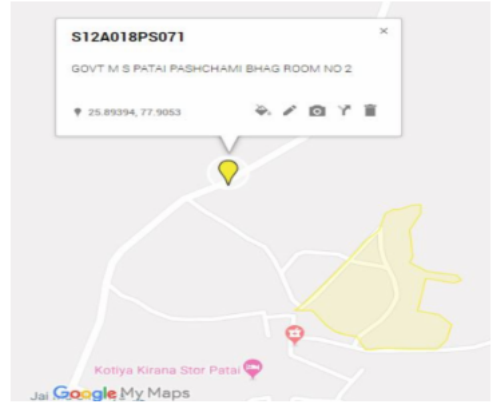 S12A018PS071
GOVT M S PATAI PASHCHAMI BHAG ROOM NO 2
25.89394, 77.9053
Kotiya Kirana Stor Patai
Jai
Google My Maps